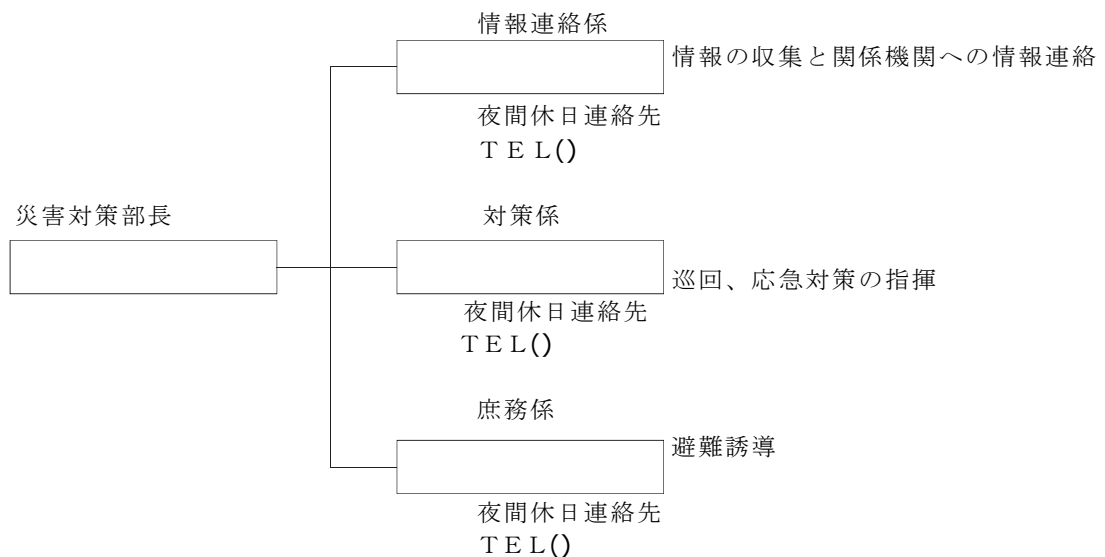 情報連絡係
情報の収集と関係機関への情報連絡
夜間休日連絡先
ＴＥＬ()
災害対策部長
対策係
巡回、応急対策の指揮
夜間休日連絡先
ＴＥＬ()
庶務係
避難誘導
夜間休日連絡先
ＴＥＬ()